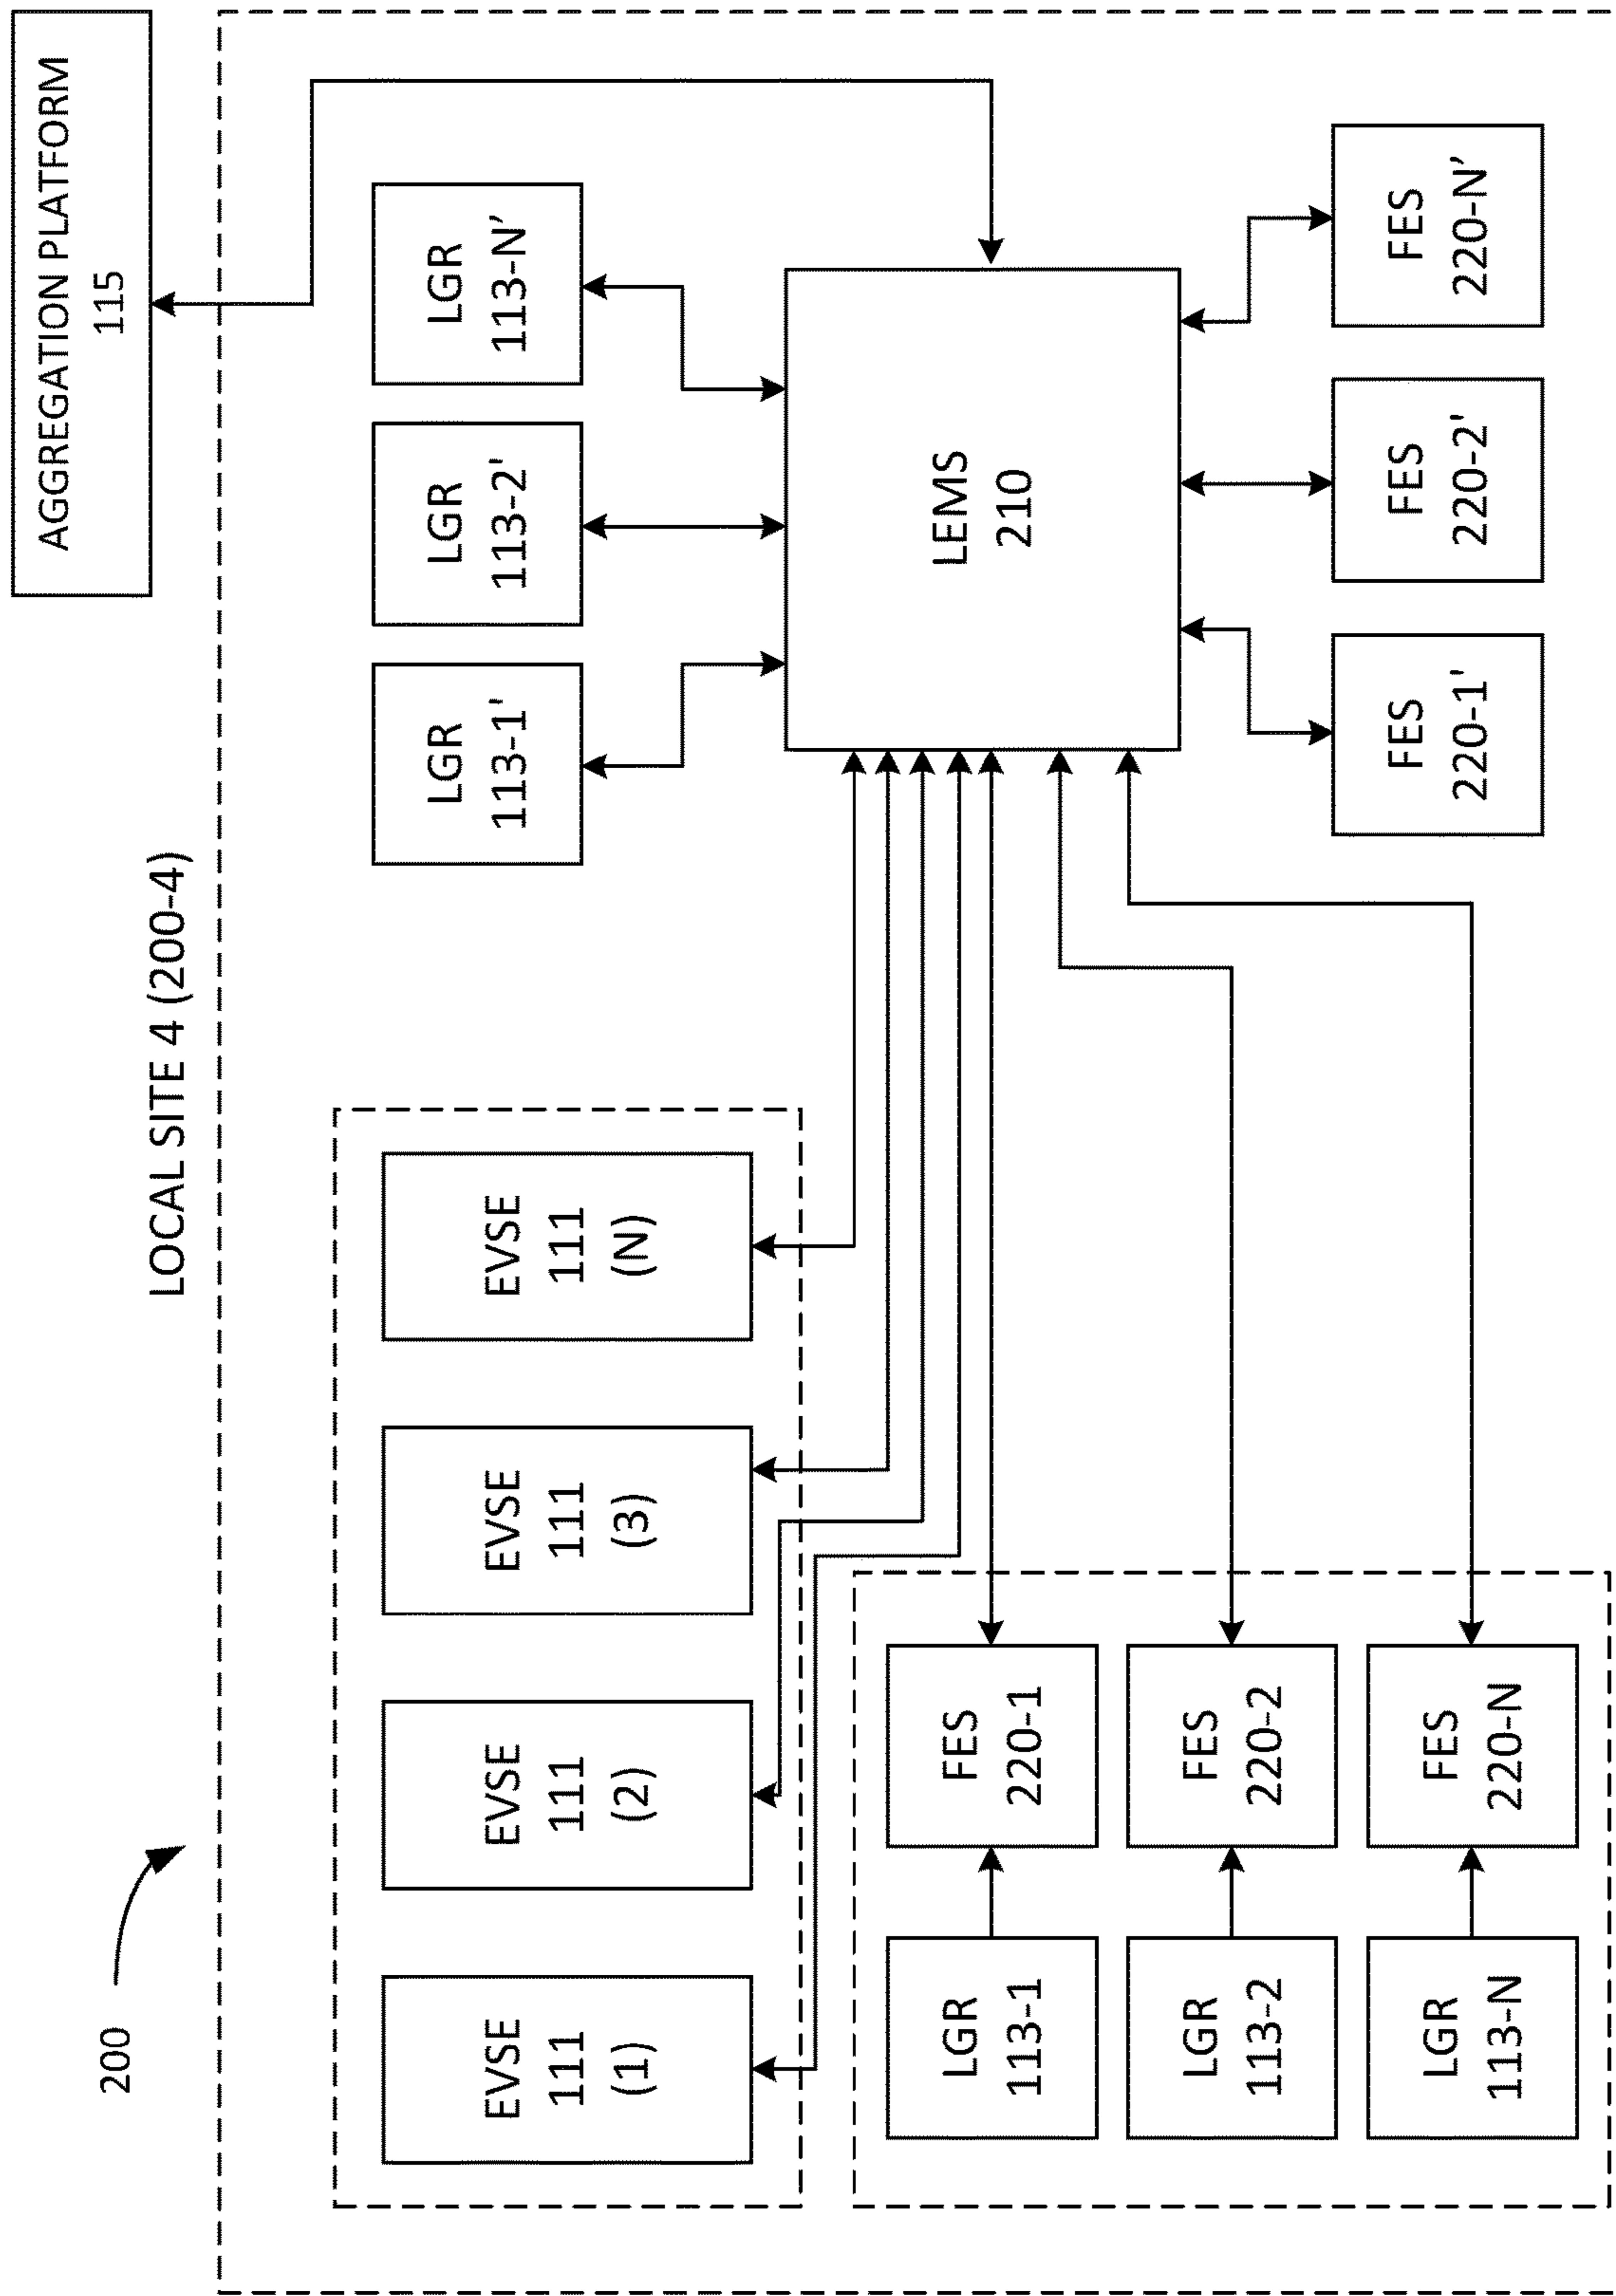 200
LOCAL SITE 4 (200-4)
AGGREGATION PLATFORM
115
EVSE
111
(1)
EVSE
111
(2)
EVSE
111
(3)
EVSE
111
(N)
LGR
113-1'
LGR
113-2'
LGR
113-N’
LEMS
210
LGR
113-1
FES
220-1
LGR
113-2
FES
220-2
LGR
113-N
FES
220-N
FES
220-1'
FES
220-2'
FES
220-N’